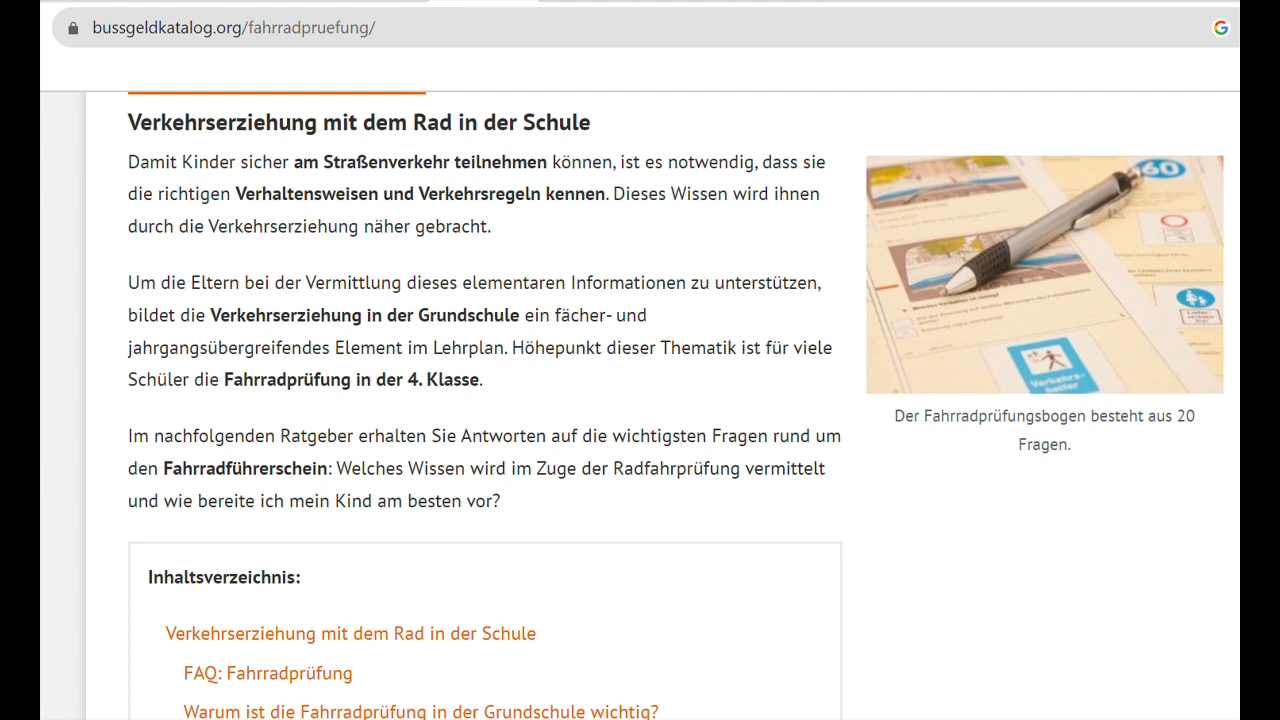 bussgeldkatalog.org/fahrradpruefung/
Verkehrserziehung mit dem Rad in der Schule
Damit Kinder sicher am Straßenverkehr teilnehmen können, ist es notwendig, dass sie
die richtigen Verhaltensweisen und Verkehrsregeln kennen. Dieses Wissen wird ihnen
durch die Verkehrserziehung näher gebracht.
Um die Eltern bei der Vermittlung dieses elementaren Informationen zu unterstützen,
bildet die Verkehrserziehung in der Grundschule ein fächer- und
jahrgangsübergreifendes Element im Lehrplan. Höhepunkt dieser Thematik ist für viele
Schüler die Fahrradprüfung in der 4. Klasse.
Im nachfolgenden Ratgeber erhalten Sie Antworten auf die wichtigsten Fragen rund um
den Fahrradführerschein: Welches Wissen wird im Zuge der Radfahrprüfung vermittelt
und wie bereite ich mein Kind am besten vor?
60
Verkehrs-
helfer
Der Fahrradprüfungsbogen besteht aus 20
Fragen.
Inhaltsverzeichnis:
Verkehrserziehung mit dem Rad in der Schule
FAQ: Fahrradprüfung
Warum ist die Fahrradprüfung in der Grundschule wichtig?